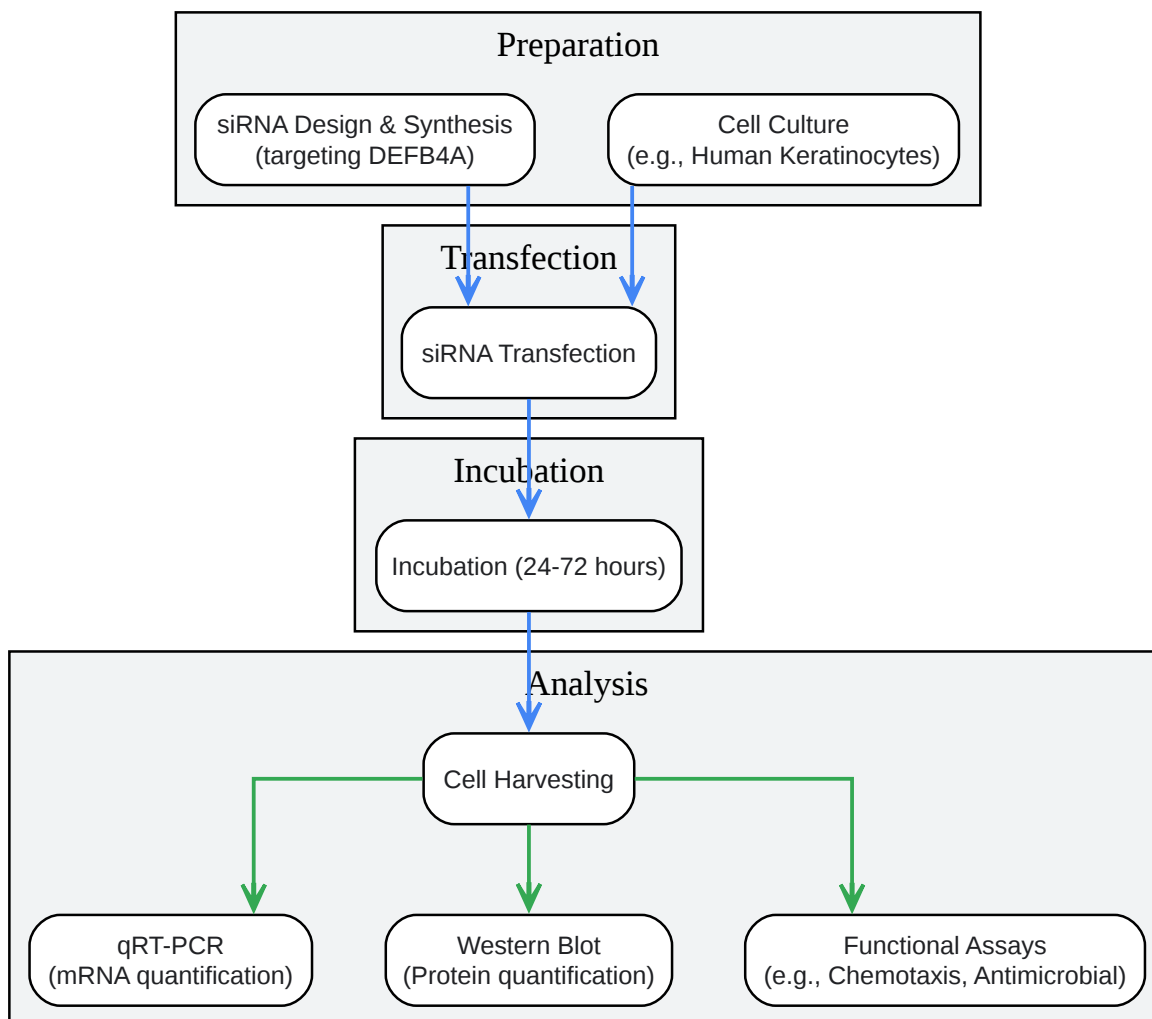 Preparation
siRNA Design & Synthesis
(targeting DEFB4A)
Cell Culture
(e.g., Human Keratinocytes)
Transfection
siRNA Transfection
Incubation
Incubation (24-72 hours)
Analysis
Cell Harvesting
qRT-PCR
(mRNA quantification)
Western Blot
(Protein quantification)
Functional Assays
(e.g., Chemotaxis, Antimicrobial)